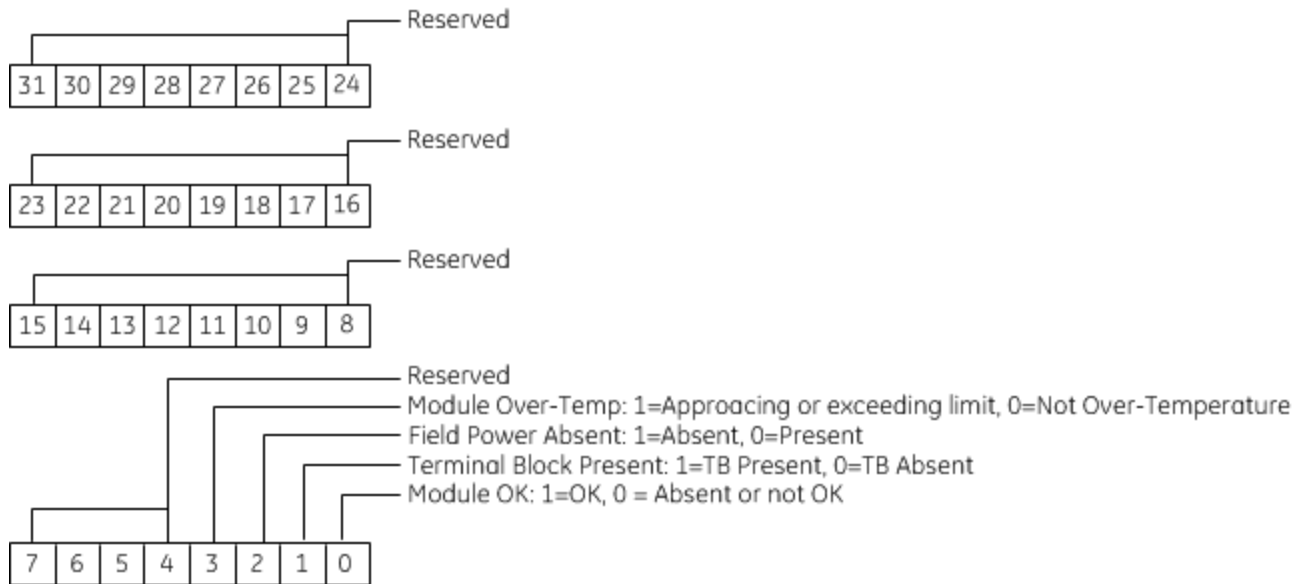 Reserved
31 30 29 28 27 26 25 24
Reserved
23 22 21 20 19 18 17 16
Reserved
15 14 13 12 11 10 9 8
Reserved
Module Over-Temp: 1=Approacing or exceeding limit, 0=Not Over-Temperature
Field Power Absent: 1=Absent, 0=Present
Terminal Block Present: 1=TB Present, 0=TB Absent
Module OK: 1=OK, 0 = Absent or not OK
7 6 5 4 3 2 1 0